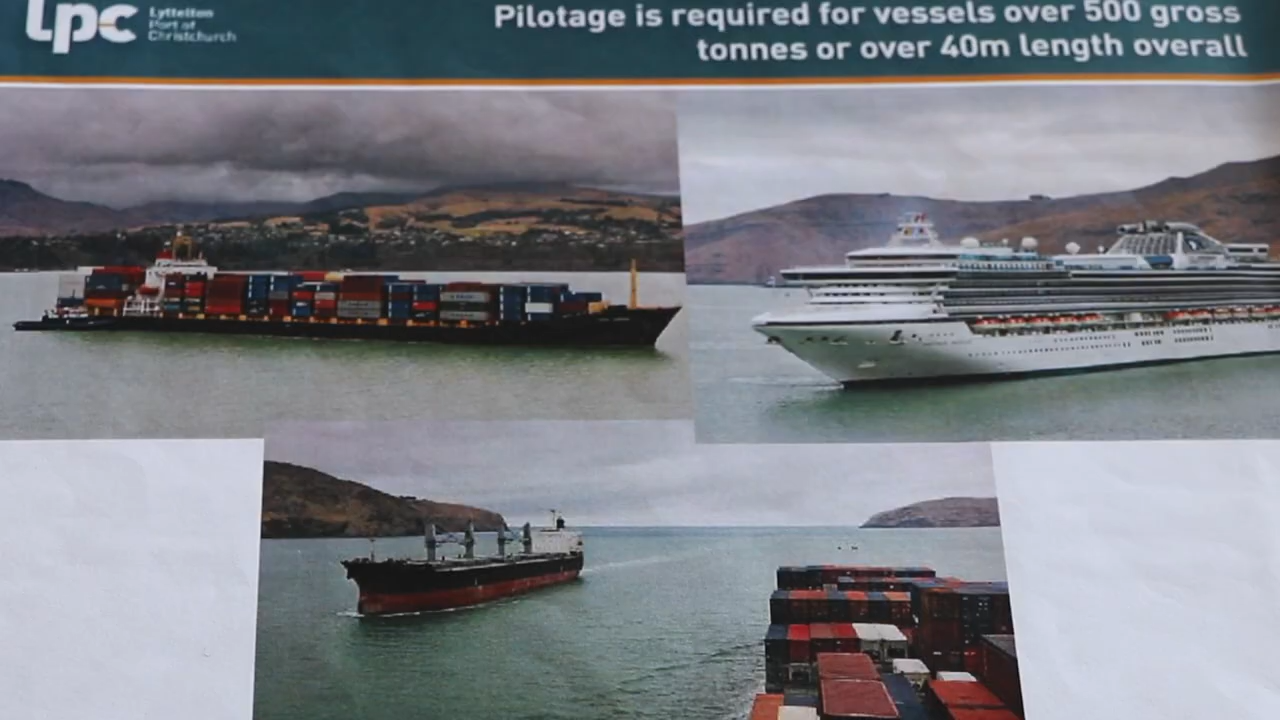 lpc
Lyttelton
Port of
Christchurch
Pilotage is required for vessels over 500 gross
tonnes or over 40m length overall